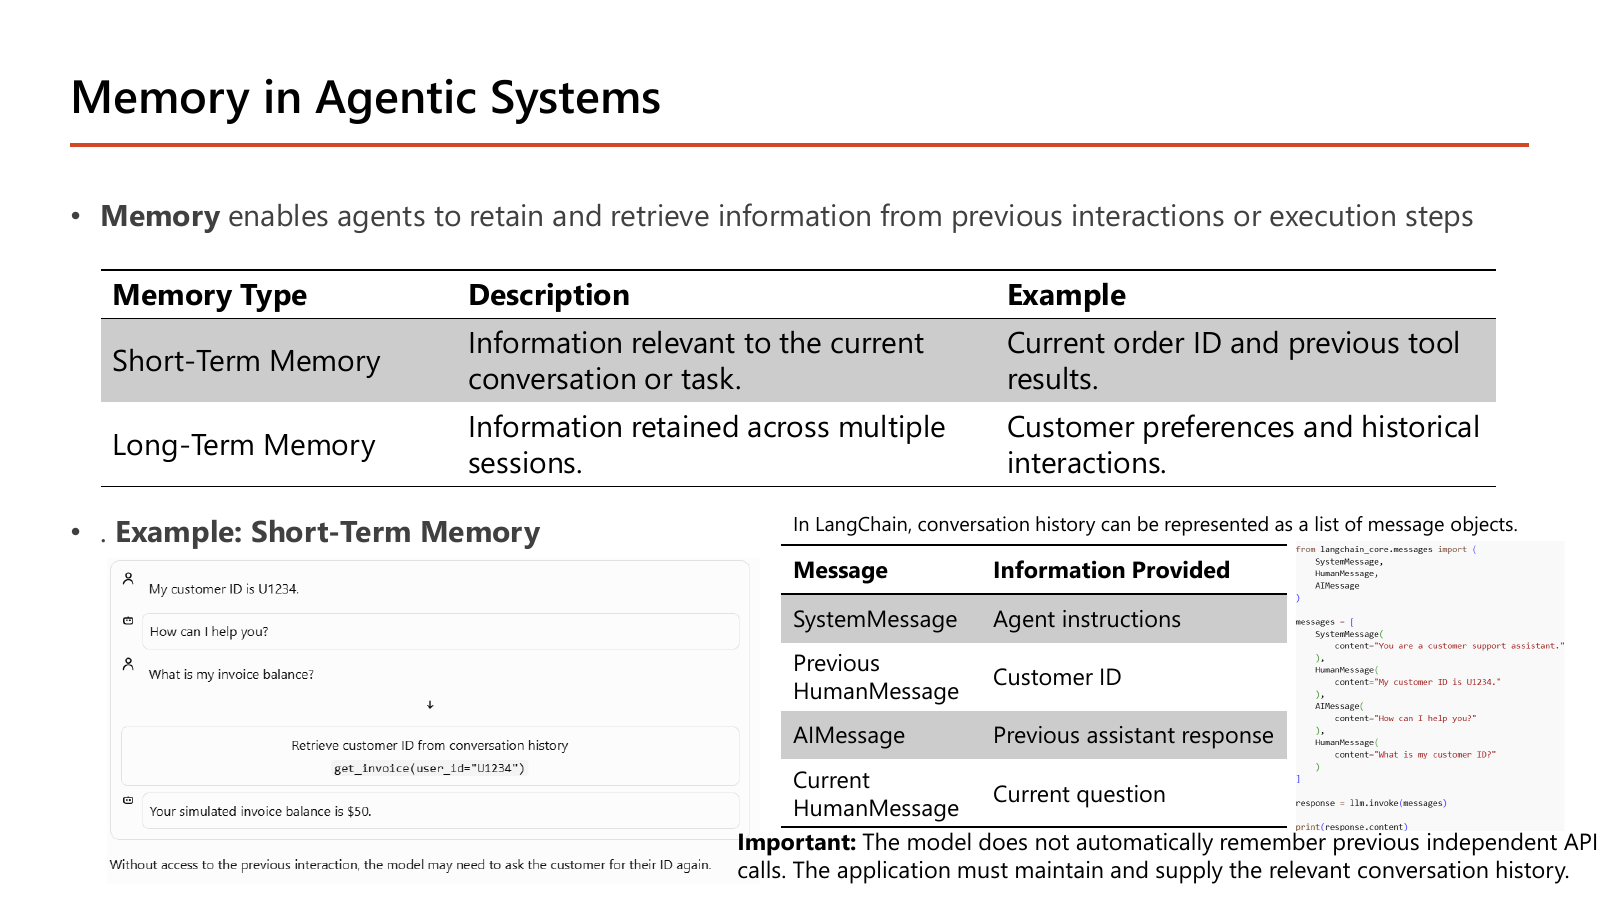 Memory in Agentic Systems
• Memory enables agents to retain and retrieve information from previous interactions or execution steps
Memory Type Description Example
Short-Term Memory Information relevant to the current conversation or task. Current order ID and previous tool results.
Long-Term Memory Information retained across multiple sessions. Customer preferences and historical interactions.
• . Example: Short-Term Memory
My customer ID is U1234.
How can I help you?
What is my invoice balance?
↓
Retrieve customer ID from conversation history
get_invoice(user_id="U1234")
Your simulated invoice balance is $50.
Without access to the previous interaction, the model may need to ask the customer for their ID again.
In LangChain, conversation history can be represented as a list of message objects.
Message Information Provided
SystemMessage Agent instructions
Previous HumanMessage Customer ID
AIMessage Previous assistant response
Current HumanMessage Current question
from langchain_core.messages import (
SystemMessage,
HumanMessage,
AIMessage
)
messages = [
SystemMessage(
content="You are a customer support assistant."
),
HumanMessage(
content="My customer ID is U1234."
),
AIMessage(
content="How can I help you?"
),
HumanMessage(
content="What is my customer ID?"
)
]
response = llm.invoke(messages)
print(response.content)
Important: The model does not automatically remember previous independent API
calls. The application must maintain and supply the relevant conversation history.